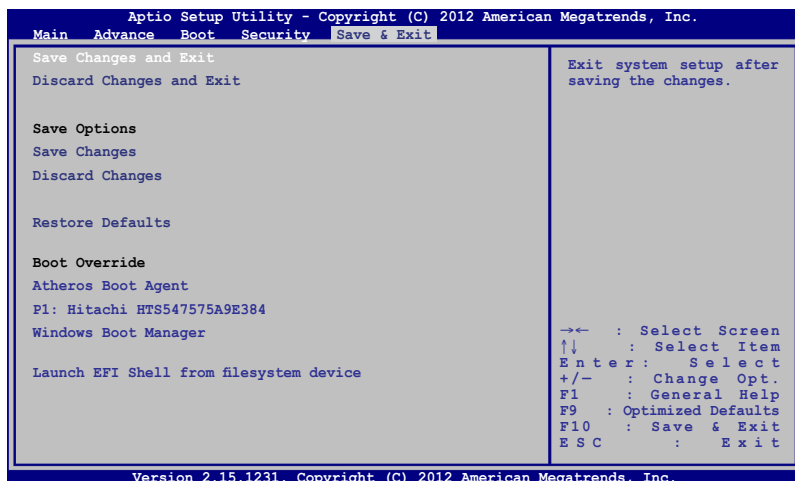 Aptio Setup Utility - Copyright (C) 2012 American Megatrends, Inc.
Main Advance Boot Security Save & Exit
Save Changes and Exit
Discard Changes and Exit
Save Options
Save Changes
Discard Changes
Restore Defaults
Boot Override
Atheros Boot Agent
P1: Hitachi HTS547575A9E384
Windows Boot Manager
Launch EFI Shell from filesystem device
Exit system setup after
saving the changes.
→← : Select Screen
↑↓ : Select Item
Enter: Select
+/— : Change Opt.
F1 : General Help
F9 : Optimized Defaults
F10 : Save & Exit
ESC : Exit
Version 2.15.1231. Copyright (C) 2012 American Megatrends, Inc.